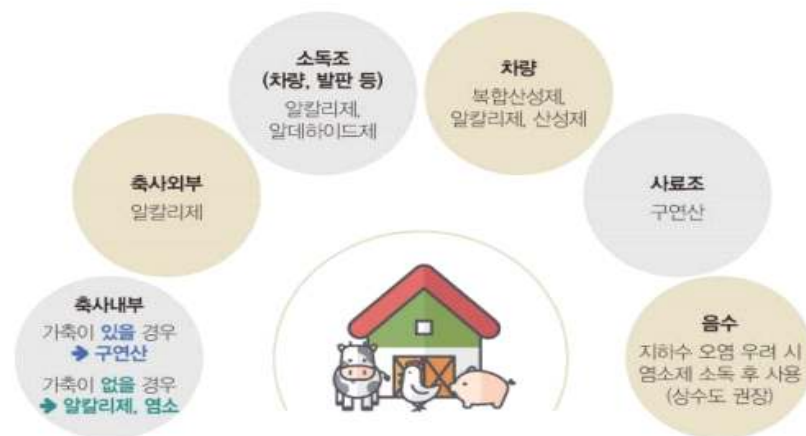 소독조
(차량, 발판 등)
알칼리제,
알데하이드제
차량
복합산성제,
알칼리제, 산성제
축사외부
알칼리제
사료조
구연산
축사내부
가축이 있을 경우
➔ 구연산
가축이 없을 경우
➔ 알칼리제, 염소
음수
지하수 오염 우려 시
염소제 소독 후 사용
(상수도 권장)